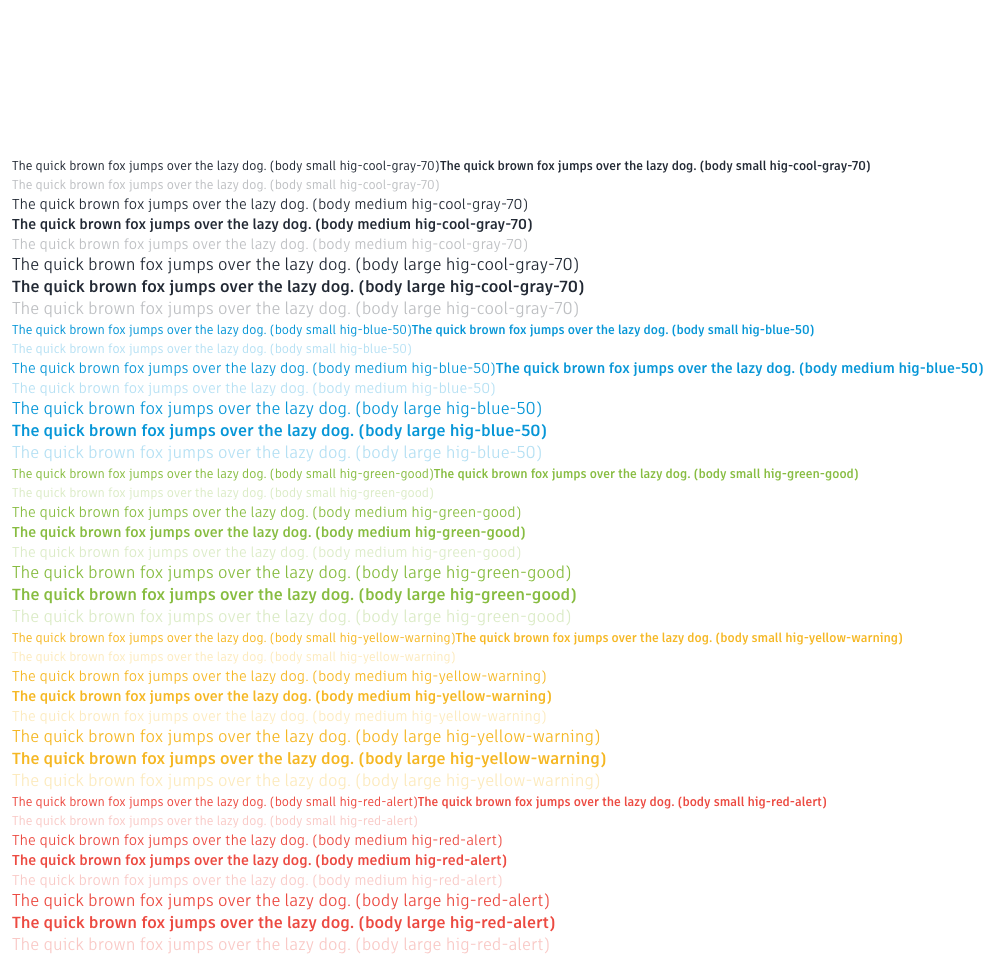 The quick brown fox jumps over the lazy dog. (body small hig-cool-gray-70)The quick brown fox jumps over the lazy dog. (body small hig-cool-gray-70)
The quick brown fox jumps over the lazy dog. (body small hig-cool-gray-70)
The quick brown fox jumps over the lazy dog. (body medium hig-cool-gray-70)
The quick brown fox jumps over the lazy dog. (body medium hig-cool-gray-70)
The quick brown fox jumps over the lazy dog. (body medium hig-cool-gray-70)
The quick brown fox jumps over the lazy dog. (body large hig-cool-gray-70)
The quick brown fox jumps over the lazy dog. (body large hig-cool-gray-70)
The quick brown fox jumps over the lazy dog. (body large hig-cool-gray-70)
The quick brown fox jumps over the lazy dog. (body small hig-blue-50)The quick brown fox jumps over the lazy dog. (body small hig-blue-50)
The quick brown fox jumps over the lazy dog. (body small hig-blue-50)
The quick brown fox jumps over the lazy dog. (body medium hig-blue-50)The quick brown fox jumps over the lazy dog. (body medium hig-blue-50)
The quick brown fox jumps over the lazy dog. (body medium hig-blue-50)
The quick brown fox jumps over the lazy dog. (body large hig-blue-50)
The quick brown fox jumps over the lazy dog. (body large hig-blue-50)
The quick brown fox jumps over the lazy dog. (body large hig-blue-50)
The quick brown fox jumps over the lazy dog. (body small hig-green-good)The quick brown fox jumps over the lazy dog. (body small hig-green-good)
The quick brown fox jumps over the lazy dog. (body small hig-green-good)
The quick brown fox jumps over the lazy dog. (body medium hig-green-good)
The quick brown fox jumps over the lazy dog. (body medium hig-green-good)
The quick brown fox jumps over the lazy dog. (body medium hig-green-good)
The quick brown fox jumps over the lazy dog. (body large hig-green-good)
The quick brown fox jumps over the lazy dog. (body large hig-green-good)
The quick brown fox jumps over the lazy dog. (body large hig-green-good)
The quick brown fox jumps over the lazy dog. (body small hig-yellow-warning)The quick brown fox jumps over the lazy dog. (body small hig-yellow-warning)
The quick brown fox jumps over the lazy dog. (body small hig-yellow-warning)
The quick brown fox jumps over the lazy dog. (body medium hig-yellow-warning)
The quick brown fox jumps over the lazy dog. (body medium hig-yellow-warning)
The quick brown fox jumps over the lazy dog. (body medium hig-yellow-warning)
The quick brown fox jumps over the lazy dog. (body large hig-yellow-warning)
The quick brown fox jumps over the lazy dog. (body large hig-yellow-warning)
The quick brown fox jumps over the lazy dog. (body large hig-yellow-warning)
The quick brown fox jumps over the lazy dog. (body small hig-red-alert)The quick brown fox jumps over the lazy dog. (body small hig-red-alert)
The quick brown fox jumps over the lazy dog. (body small hig-red-alert)
The quick brown fox jumps over the lazy dog. (body medium hig-red-alert)
The quick brown fox jumps over the lazy dog. (body medium hig-red-alert)
The quick brown fox jumps over the lazy dog. (body medium hig-red-alert)
The quick brown fox jumps over the lazy dog. (body large hig-red-alert)
The quick brown fox jumps over the lazy dog. (body large hig-red-alert)
The quick brown fox jumps over the lazy dog. (body large hig-red-alert)